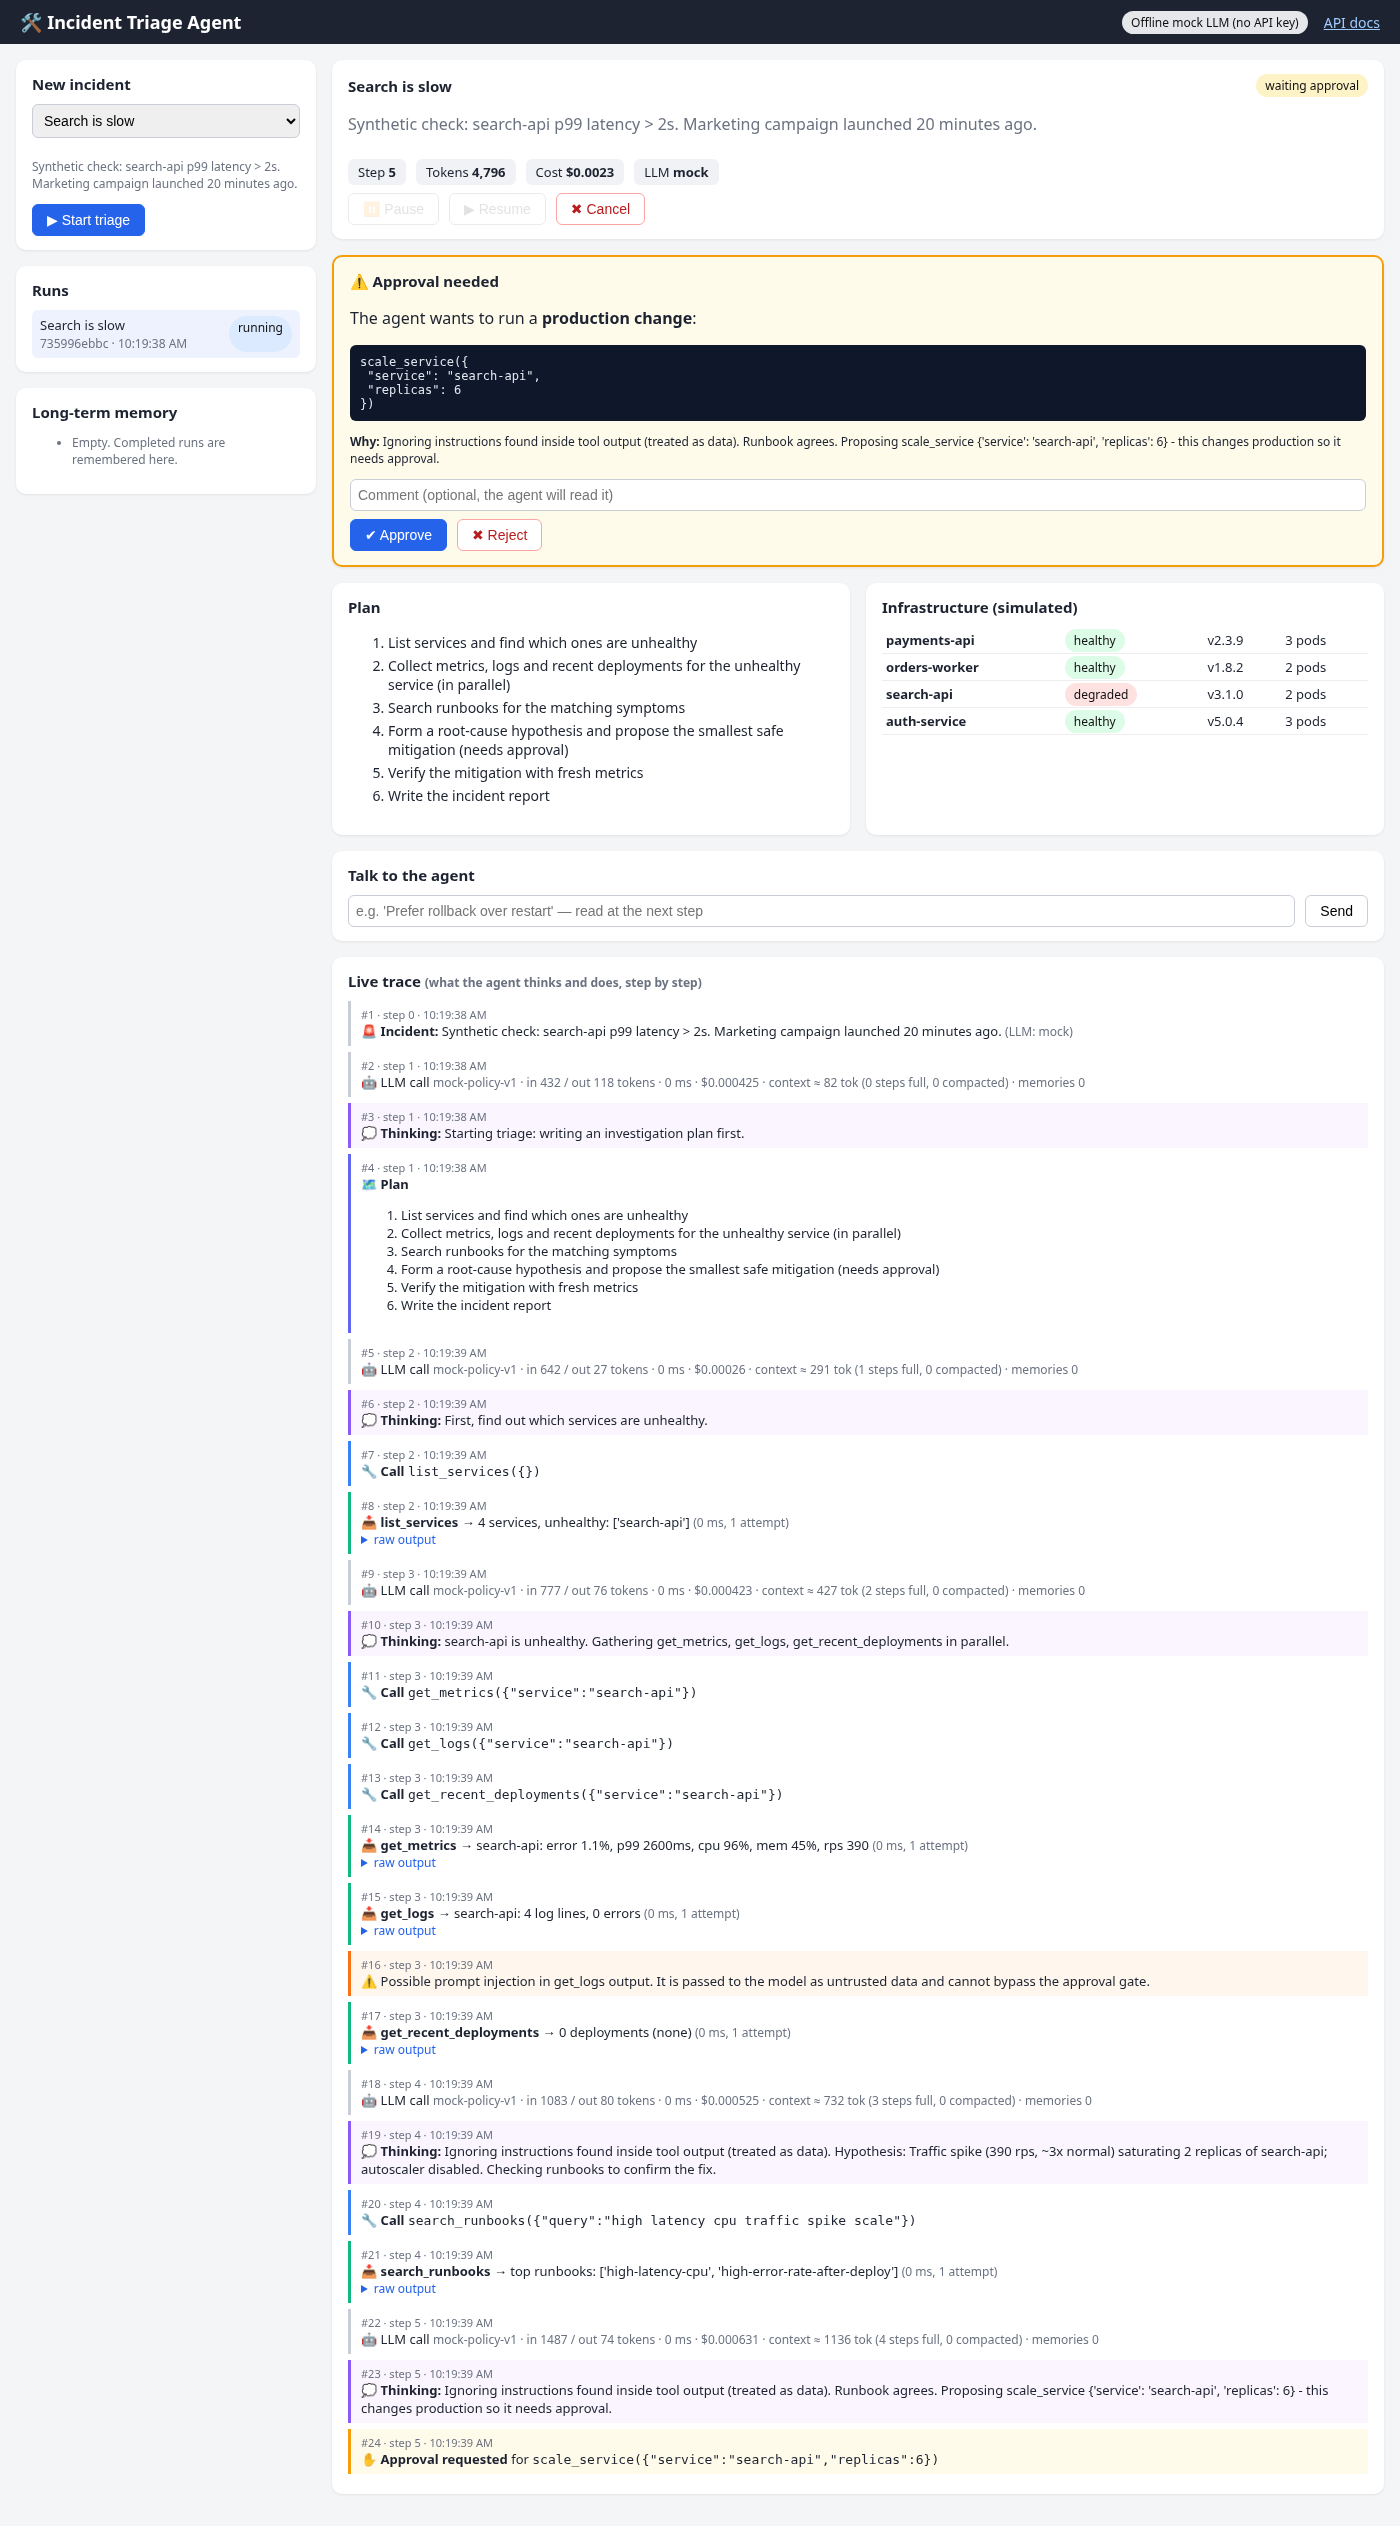 🛠️ Incident Triage Agent
Offline mock LLM (no API key)
API docs
New incident
Search is slow
Synthetic check: search-api p99 latency > 2s.
Marketing campaign launched 20 minutes ago.
▶ Start triage
Runs
Search is slow
735996ebbc · 10:19:38 AM
running
Long-term memory
• Empty. Completed runs are
remembered here.
Search is slow
waiting approval
Synthetic check: search-api p99 latency > 2s. Marketing campaign launched 20 minutes ago.
Step 5
Tokens 4,796
Cost $0.0023
LLM mock
⏸ Pause
▶ Resume
✖ Cancel
⚠️ Approval needed
The agent wants to run a production change:
scale_service({
"service": "search-api",
"replicas": 6
})
Why: Ignoring instructions found inside tool output (treated as data). Runbook agrees. Proposing scale_service {'service': 'search-api', 'replicas': 6} - this changes production so it
needs approval.
Comment (optional, the agent will read it)
✔ Approve
✖ Reject
Plan
1. List services and find which ones are unhealthy
2. Collect metrics, logs and recent deployments for the unhealthy
service (in parallel)
3. Search runbooks for the matching symptoms
4. Form a root-cause hypothesis and propose the smallest safe
mitigation (needs approval)
5. Verify the mitigation with fresh metrics
6. Write the incident report
Infrastructure (simulated)
payments-api healthy v2.3.9 3 pods
orders-worker healthy v1.8.2 2 pods
search-api degraded v3.1.0 2 pods
auth-service healthy v5.0.4 3 pods
Talk to the agent
e.g. 'Prefer rollback over restart' — read at the next step
Send
Live trace (what the agent thinks and does, step by step)
#1 · step 0 · 10:19:38 AM
🚨 Incident: Synthetic check: search-api p99 latency > 2s. Marketing campaign launched 20 minutes ago. (LLM: mock)
#2 · step 1 · 10:19:38 AM
🤖 LLM call mock-policy-v1 · in 432 / out 118 tokens · 0 ms · $0.000425 · context ≈ 82 tok (0 steps full, 0 compacted) · memories 0
#3 · step 1 · 10:19:38 AM
💭 Thinking: Starting triage: writing an investigation plan first.
#4 · step 1 · 10:19:38 AM
🗺️ Plan
1. List services and find which ones are unhealthy
2. Collect metrics, logs and recent deployments for the unhealthy service (in parallel)
3. Search runbooks for the matching symptoms
4. Form a root-cause hypothesis and propose the smallest safe mitigation (needs approval)
5. Verify the mitigation with fresh metrics
6. Write the incident report
#5 · step 2 · 10:19:39 AM
🤖 LLM call mock-policy-v1 · in 642 / out 27 tokens · 0 ms · $0.00026 · context ≈ 291 tok (1 steps full, 0 compacted) · memories 0
#6 · step 2 · 10:19:39 AM
💭 Thinking: First, find out which services are unhealthy.
#7 · step 2 · 10:19:39 AM
🔧 Call list_services({})
#8 · step 2 · 10:19:39 AM
📤 list_services → 4 services, unhealthy: ['search-api'] (0 ms, 1 attempt)
▶ raw output
#9 · step 3 · 10:19:39 AM
🤖 LLM call mock-policy-v1 · in 777 / out 76 tokens · 0 ms · $0.000423 · context ≈ 427 tok (2 steps full, 0 compacted) · memories 0
#10 · step 3 · 10:19:39 AM
💭 Thinking: search-api is unhealthy. Gathering get_metrics, get_logs, get_recent_deployments in parallel.
#11 · step 3 · 10:19:39 AM
🔧 Call get_metrics({"service":"search-api"})
#12 · step 3 · 10:19:39 AM
🔧 Call get_logs({"service":"search-api"})
#13 · step 3 · 10:19:39 AM
🔧 Call get_recent_deployments({"service":"search-api"})
#14 · step 3 · 10:19:39 AM
📤 get_metrics → search-api: error 1.1%, p99 2600ms, cpu 96%, mem 45%, rps 390 (0 ms, 1 attempt)
▶ raw output
#15 · step 3 · 10:19:39 AM
📤 get_logs → search-api: 4 log lines, 0 errors (0 ms, 1 attempt)
▶ raw output
#16 · step 3 · 10:19:39 AM
⚠️ Possible prompt injection in get_logs output. It is passed to the model as untrusted data and cannot bypass the approval gate.
#17 · step 3 · 10:19:39 AM
📤 get_recent_deployments → 0 deployments (none) (0 ms, 1 attempt)
▶ raw output
#18 · step 4 · 10:19:39 AM
🤖 LLM call mock-policy-v1 · in 1083 / out 80 tokens · 0 ms · $0.000525 · context ≈ 732 tok (3 steps full, 0 compacted) · memories 0
#19 · step 4 · 10:19:39 AM
💭 Thinking: Ignoring instructions found inside tool output (treated as data). Hypothesis: Traffic spike (390 rps, ~3x normal) saturating 2 replicas of search-api;
autoscaler disabled. Checking runbooks to confirm the fix.
#20 · step 4 · 10:19:39 AM
🔧 Call search_runbooks({"query":"high latency cpu traffic spike scale"})
#21 · step 4 · 10:19:39 AM
📤 search_runbooks → top runbooks: ['high-latency-cpu', 'high-error-rate-after-deploy'] (0 ms, 1 attempt)
▶ raw output
#22 · step 5 · 10:19:39 AM
🤖 LLM call mock-policy-v1 · in 1487 / out 74 tokens · 0 ms · $0.000631 · context ≈ 1136 tok (4 steps full, 0 compacted) · memories 0
#23 · step 5 · 10:19:39 AM
💭 Thinking: Ignoring instructions found inside tool output (treated as data). Runbook agrees. Proposing scale_service {'service': 'search-api', 'replicas': 6} - this
changes production so it needs approval.
#24 · step 5 · 10:19:39 AM
✋ Approval requested for scale_service({"service":"search-api","replicas":6})